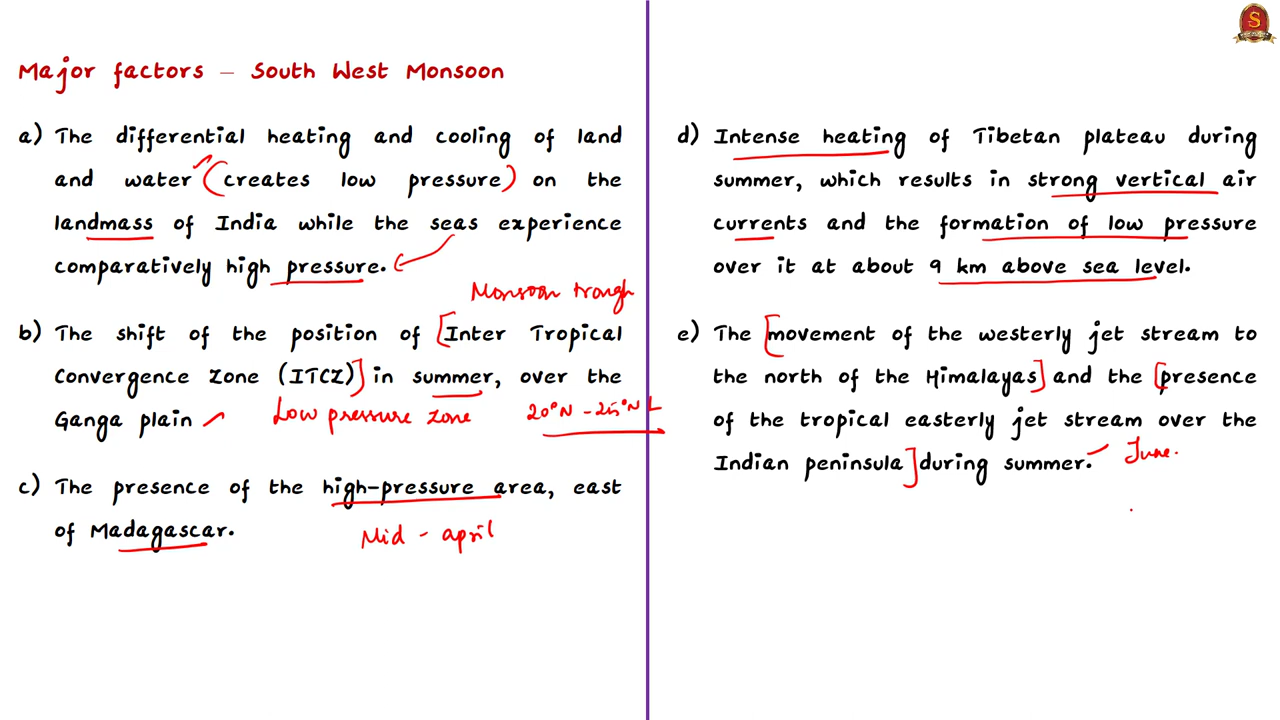 Major factors – South West Monsoon
a) The differential heating and cooling of land
and water (creates low pressure) on the
landmass of India while the seas experience
comparatively high pressure.
Monsoon trough
b) The shift of the position of [Inter Tropical
Convergence Zone (ITCZ)] in summer, over the
Ganga plain
Low pressure zone
20°N - 25°N L
c) The presence of the high-pressure area, east
of Madagascar.
Mid - april
d) Intense heating of Tibetan plateau during
summer, which results in strong vertical air
currents and the formation of low pressure
over it at about 9 km above sea level.
e) The [movement of the westerly jet stream to
the north of the Himalayas] and the [presence
of the tropical easterly jet stream over the
Indian peninsula] during summer.
June.
S